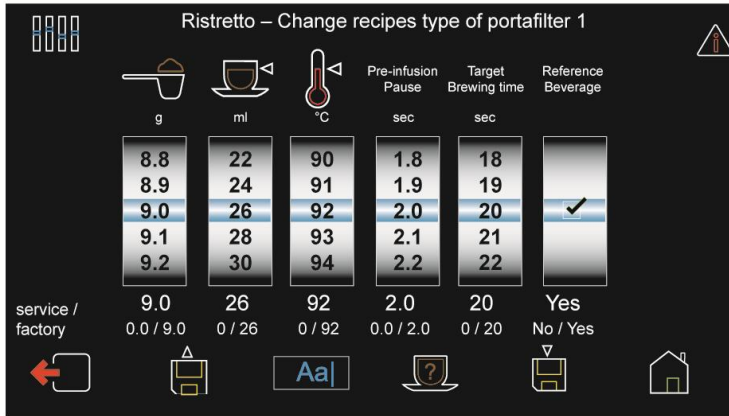 Ristretto – Change recipes type of portafilter 1
Pre-infusion Pause
Target Brewing time
Reference Beverage
g ml °C sec sec
8.8 22 90 1.8 18
8.9 24 91 1.9 19
9.0 26 92 2.0 20
9.1 28 93 2.1 21
9.2 30 94 2.2 22
service / factory
9.0 26 92 2.0 20 Yes
0.0 / 9.0 0 / 26 0 / 92 0.0 / 2.0 0 / 20 No / Yes
Aa|
?